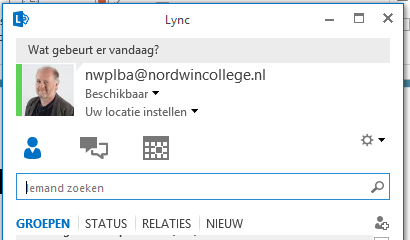 Lync
Wat gebeurt er vandaag?
nwplba@nordwincollege.nl
Beschikbaar
Uw locatie instellen
Iemand zoeken
GROEPEN STATUS RELATIES NIEUW